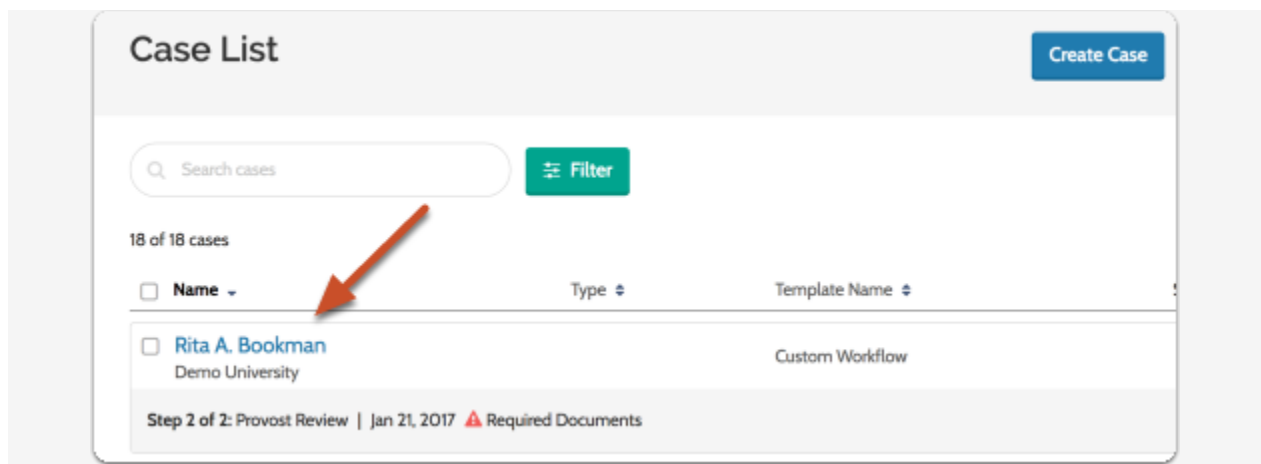 Case List
Create Case
Search cases
Filter
18 of 18 cases
Name Type Template Name
Rita A. Bookman
Demo University
Custom Workflow
Step 2 of 2: Provost Review | Jan 21, 2017 Required Documents